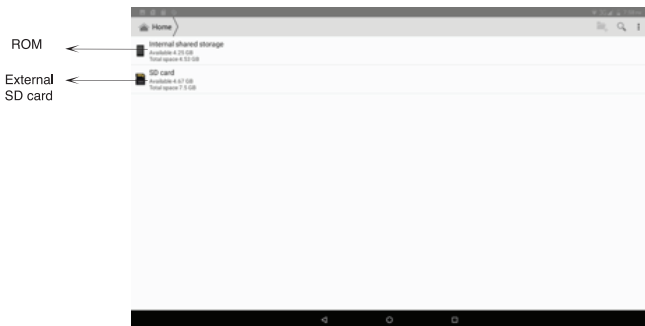 Home
ROM
Internal shared storage
Available 4.25 GB
Total space 4.53 GB
External
SD card
SD card
Available 4.67 GB
Total space 7.5 GB